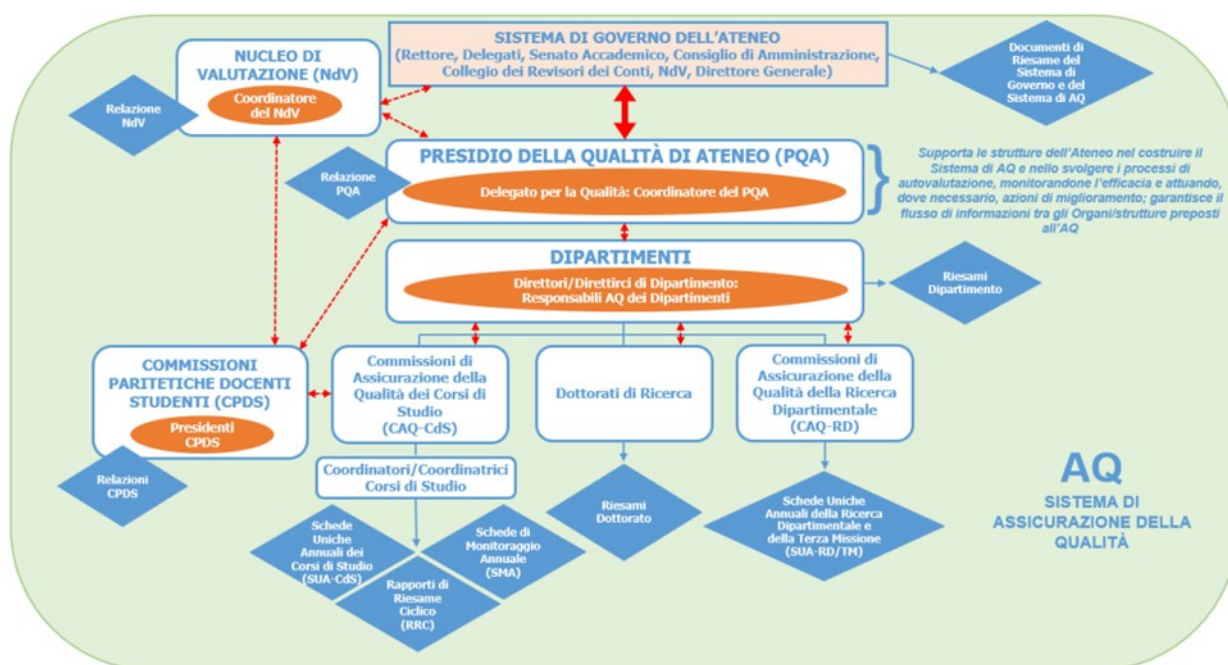 SISTEMA DI GOVERNO DELL'ATENEO
(Rettore, Delegati, Senato Accademico, Consiglio di Amministrazione,
Collegio dei Revisori dei Conti, NdV, Direttore Generale)
Documenti di
Riesame del
Sistema di
Governo e del
Sistema di AQ
NUCLEO DI
VALUTAZIONE (NdV)
Coordinatore
del NdV
Relazione
NdV
PRESIDIO DELLA QUALITÀ DI ATENEO (PQA)
Delegato per la Qualità: Coordinatore del PQA
Relazione
PQA
Supporta le strutture dell'Ateneo nel costruire il
Sistema di AQ e nello svolgere i processi di
autovalutazione, monitorandone l'efficacia e attuando,
dove necessario, azioni di miglioramento; garantisce il
flusso di informazioni tra gli Organi/strutture preposti
all'AQ
DIPARTIMENTI
Direttori/Direttirci di Dipartimento:
Responsabili AQ dei Dipartimenti
Riesami
Dipartimento
COMMISSIONI
PARITETICHE DOCENTI
STUDENTI (CPDS)
Presidenti
CPDS
Relazioni
CPDS
Commissioni di
Assicurazione della
Qualità dei Corsi di
Studio
(CAQ-CdS)
Dottorati di Ricerca
Commissioni di
Assicurazione della
Qualità della Ricerca
Dipartimentale
(CAQ-RD)
Coordinatori/Coordinatrici
Corsi di Studio
Schede
Uniche
Annuali dei
Corsi di Studio
(SUA-CdS)
Schede di
Monitoraggio
Annuale
(SMA)
Rapporti di
Riesame
Ciclico
(RRC)
Riesami
Dottorato
Schede Uniche
Annuali della Ricerca
Dipartimentale e
della Terza Missione
(SUA-RD/TM)
AQ
SISTEMA DI
ASSICURAZIONE DELLA
QUALITÀ